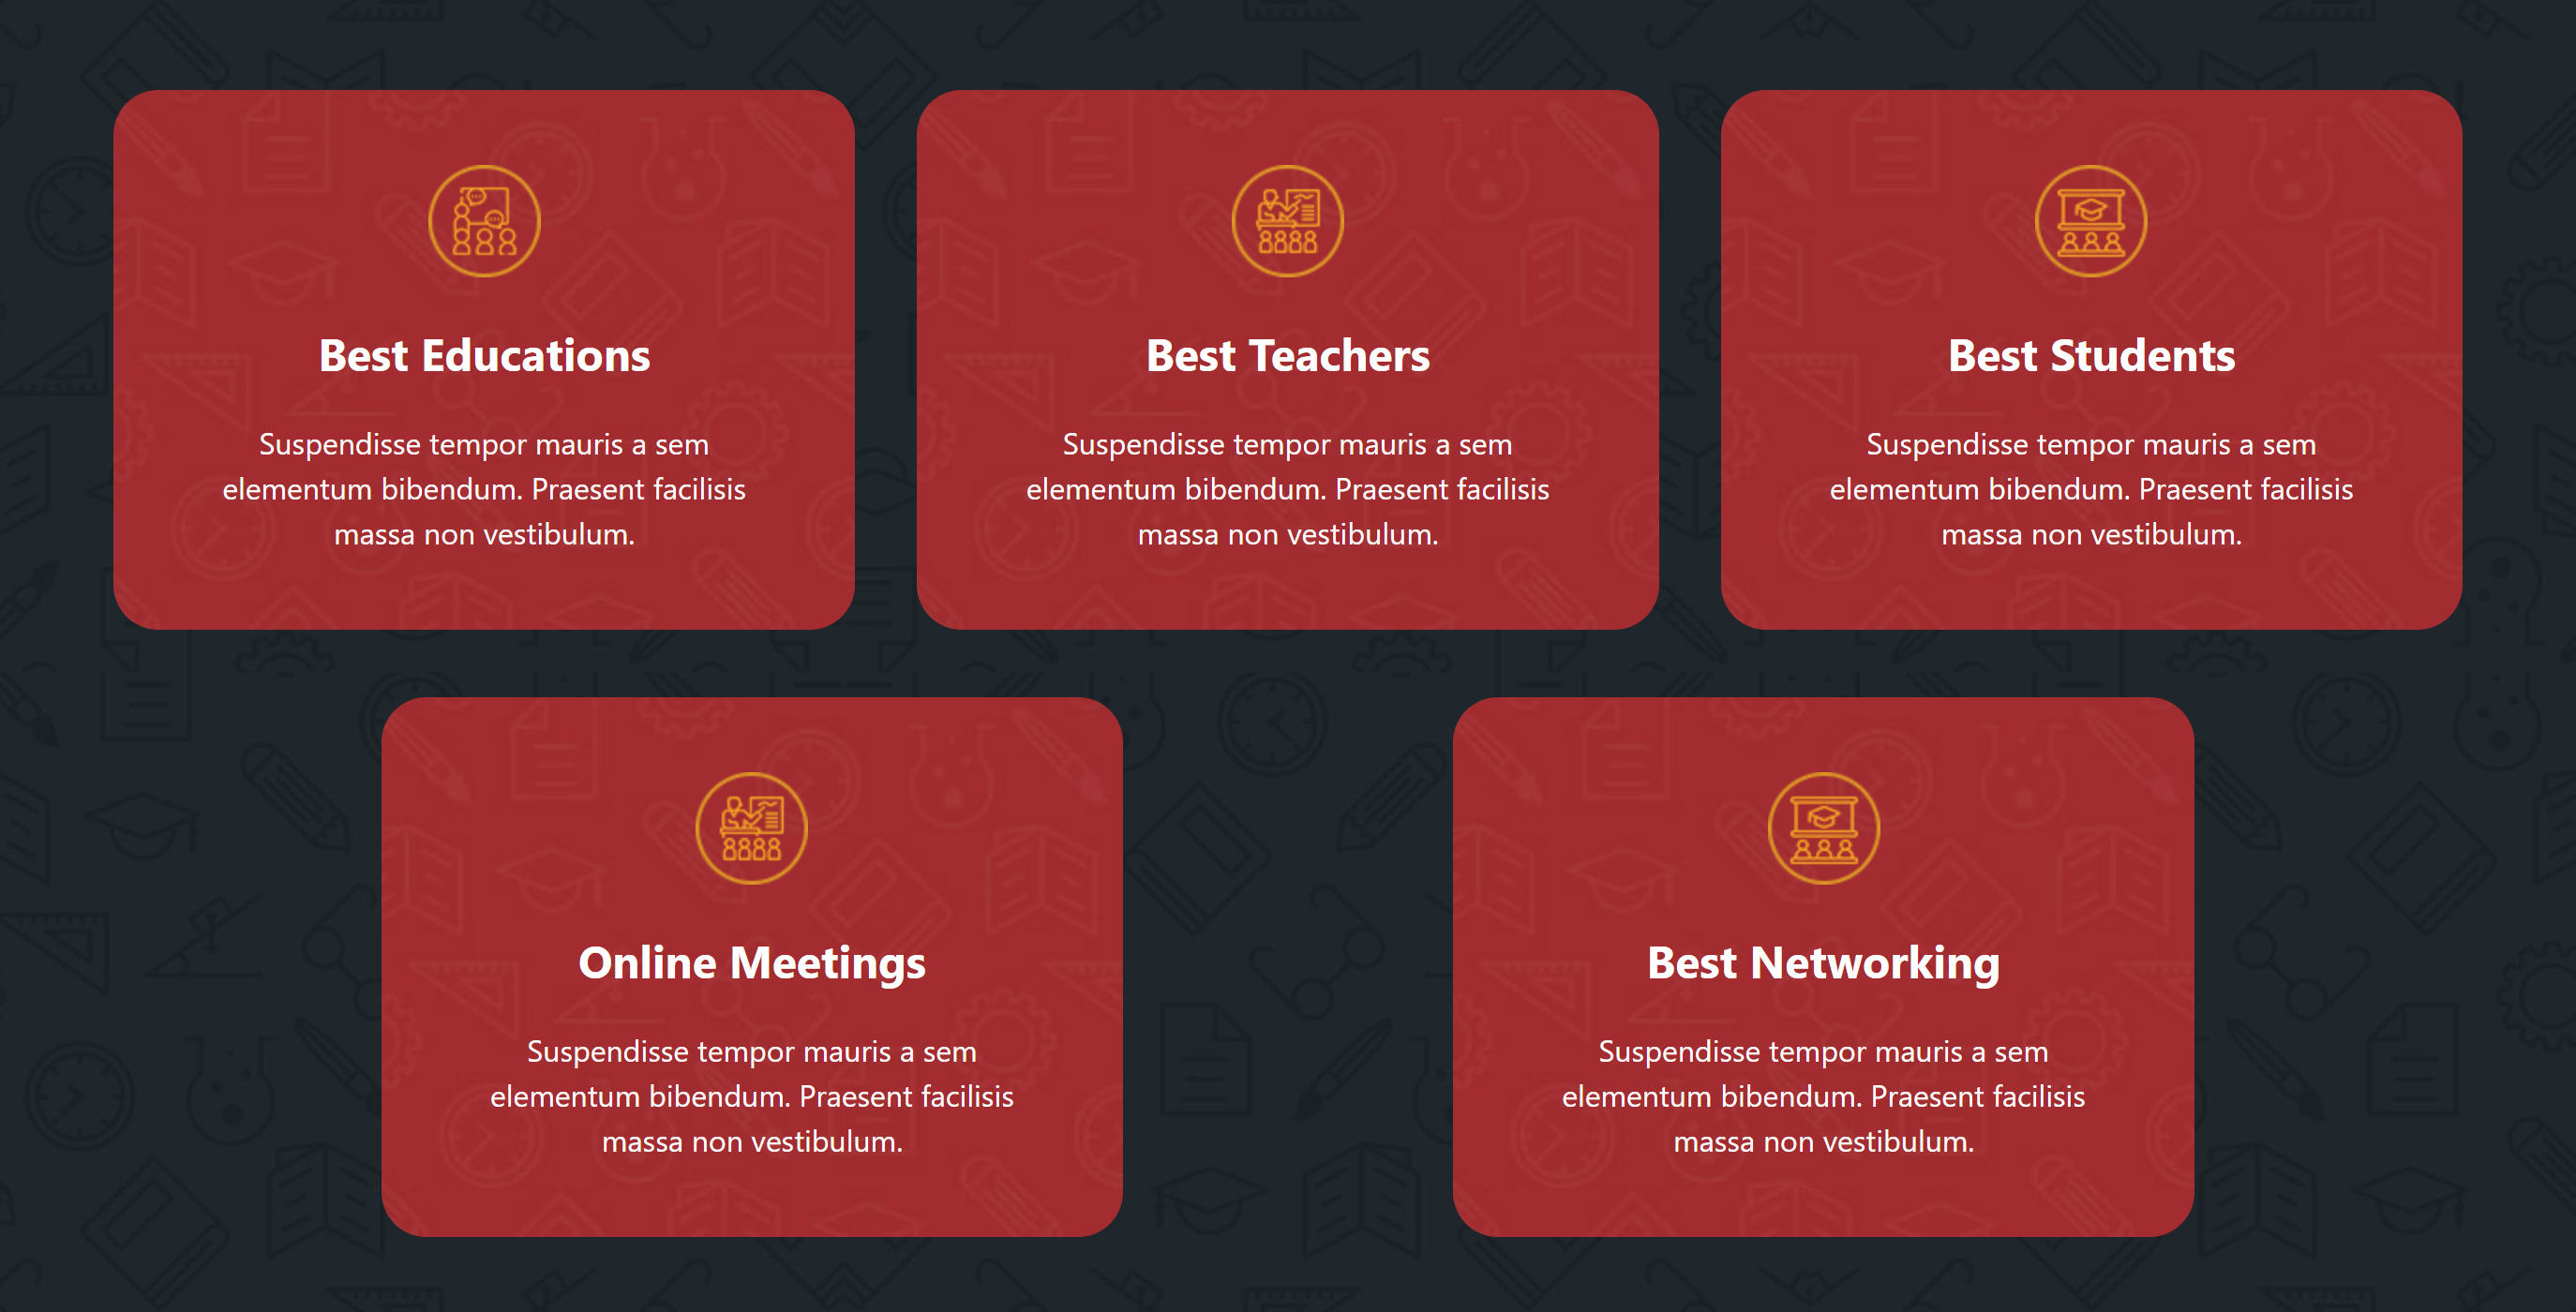 Best Educations
Suspendisse tempor mauris a sem
elementum bibendum. Praesent facilisis
massa non vestibulum.
Best Teachers
Suspendisse tempor mauris a sem
elementum bibendum. Praesent facilisis
massa non vestibulum.
Best Students
Suspendisse tempor mauris a sem
elementum bibendum. Praesent facilisis
massa non vestibulum.
Online Meetings
Suspendisse tempor mauris a sem
elementum bibendum. Praesent facilisis
massa non vestibulum.
Best Networking
Suspendisse tempor mauris a sem
elementum bibendum. Praesent facilisis
massa non vestibulum.